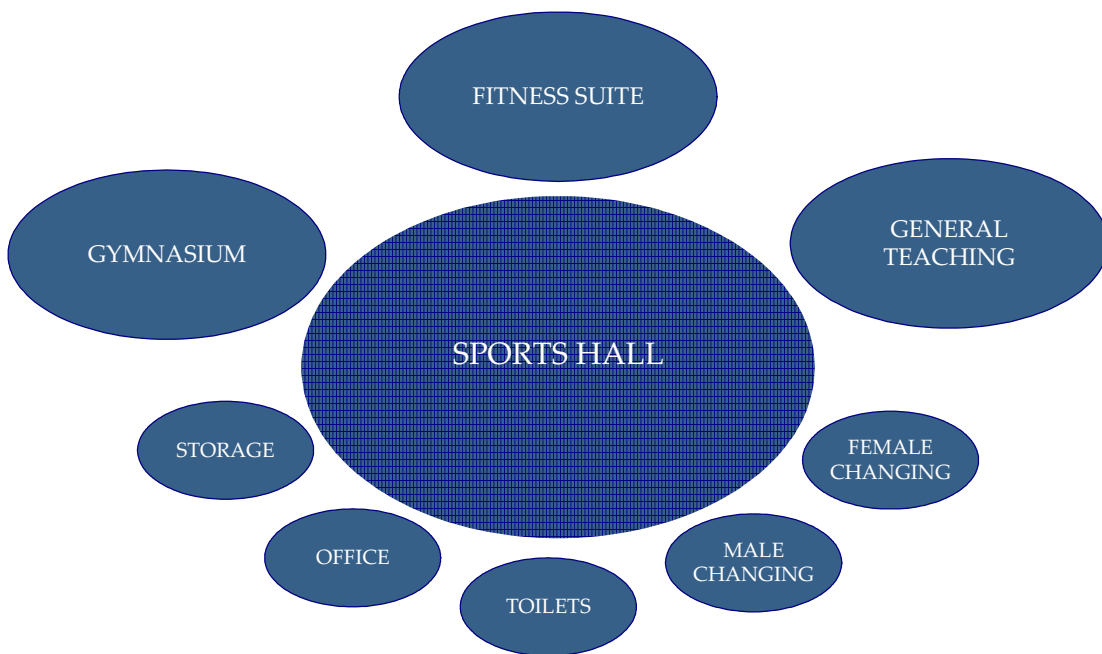 FITNESS SUITE
GYMNASIUM
GENERAL
TEACHING
SPORTS HALL
STORAGE
FEMALE
CHANGING
OFFICE
MALE
CHANGING
TOILETS